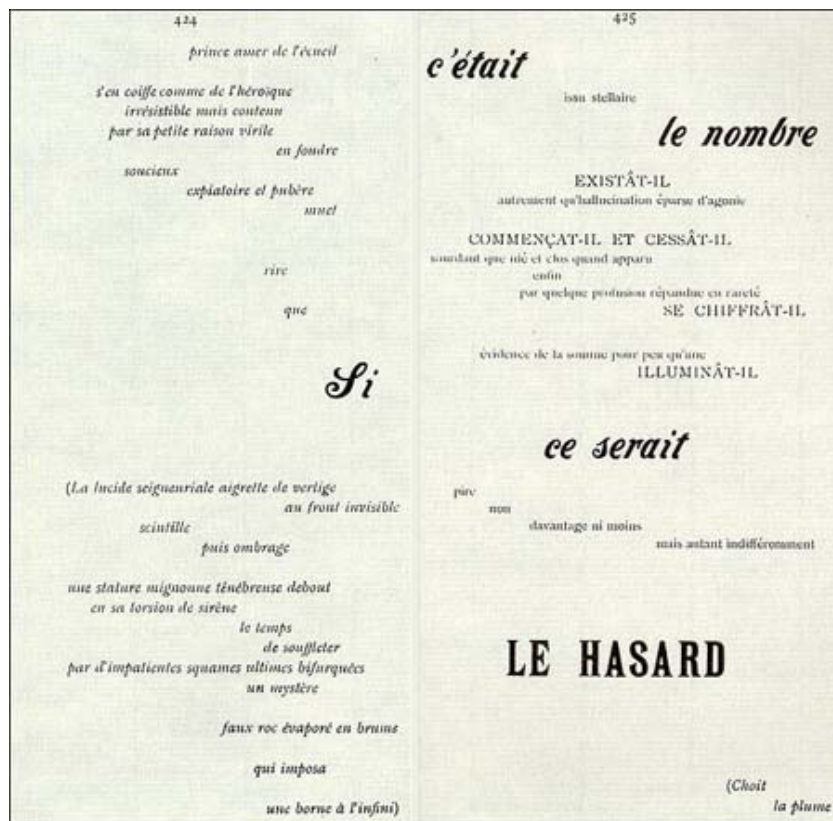 424
prince amer de l'écueil
s'en coiffe comme de l'héroïque
irrésistible mais contenu
par sa petite raison virile
en foudre
soucieux
expiatoire et pubère
muet
rire
que
Si
(La lucide seigneuriale aigrette de vertige
au front invisible
scintille
puis ombrage
une stature mignonne ténébreuse debout
en sa torsion de sirène
le temps
de souffleter
par d'impatientes squames ultimes bifurquées
un mystère
faux roc évaporé en brume
qui imposa
une borne à l'infini)
425
c'était
issu stellaire
le nombre
EXISTÂT-IL
autrement qu'hallucination éparse d'agonie
COMMENÇAT-IL ET CESSÂT-IL
sourdant que nié et clos quand apparu
enfin
par quelque profusion répandue en rareté
SE CHIFFRÂT-IL
évidence de la somme pour peu qu'une
ILLUMINÂT-IL
ce serait
pire
non
davantage ni moins
mais autant indifféremment
LE HASARD
(Choit
la plume